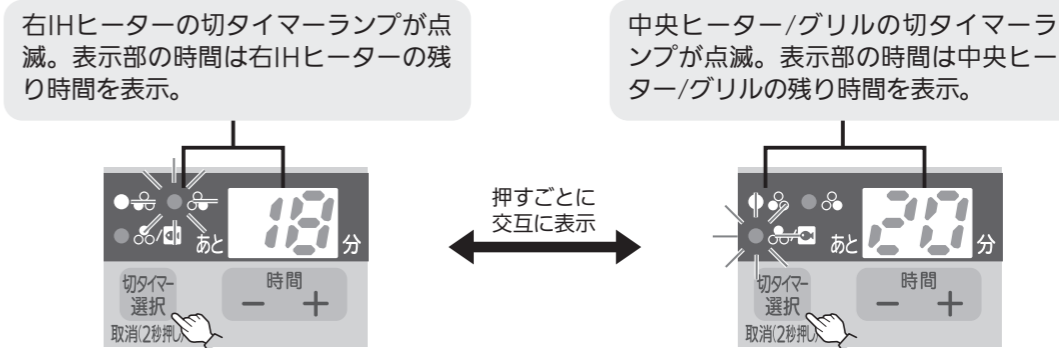 右IHヒーターの切タイマーランプが点
滅。表示部の時間は右IHヒーターの残
り時間を表示。
中央ヒーター/グリルの切タイマーラ
ンプが点滅。表示部の時間は中央ヒー
ター/グリルの残り時間を表示。
あと 18 分
切タイマー
選択
取消(2秒押し)
時間
− +
押すごとに
交互に表示
あと 20 分
切タイマー
選択
取消(2秒押し)
時間
− +